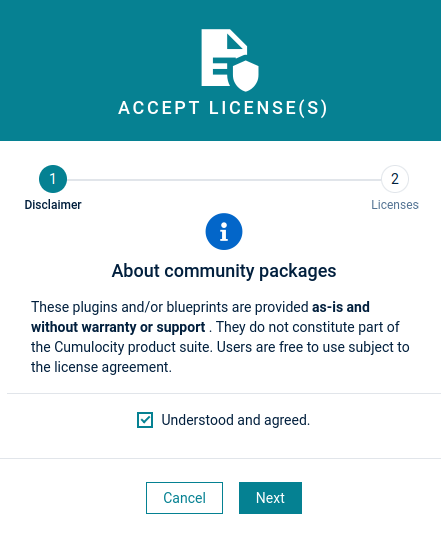 ACCEPT LICENSE(S)
1
2
Disclaimer
Licenses
About community packages
These plugins and/or blueprints are provided as-is and
without warranty or support . They do not constitute part of
the Cumulocity product suite. Users are free to use subject to
the license agreement.
Understood and agreed.
Cancel
Next